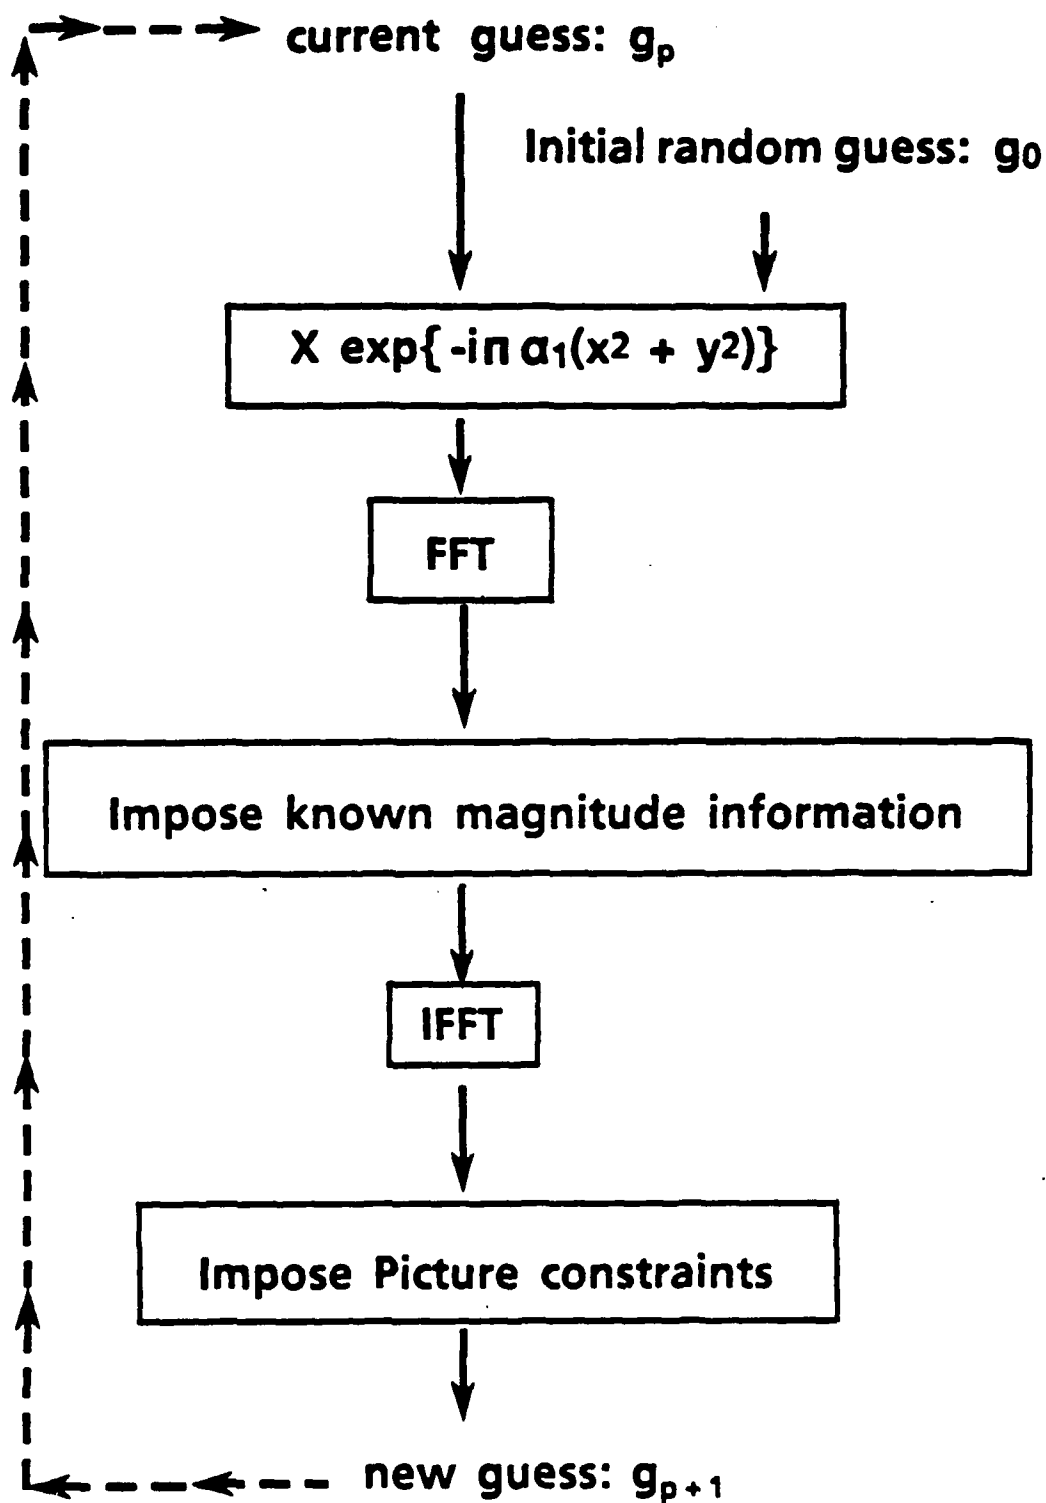 current guess: gₚ
Initial random guess: g₀
X exp{-iπ α₁(x² + y²)}
FFT
Impose known magnitude information
IFFT
Impose Picture constraints
new guess: gₚ₊₁